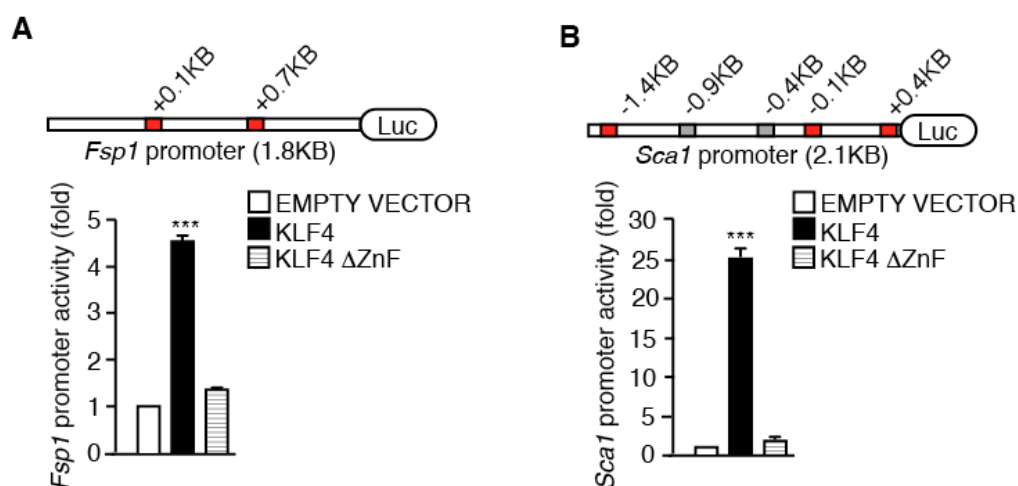 A
+0.1KB
+0.7KB
Luc
Fsp1 promoter (1.8KB)
Fsp1 promoter activity (fold)
5
4
3
2
1
0
***
EMPTY VECTOR
KLF4
KLF4 ΔZnF
B
-1.4KB
-0.9KB
-0.4KB
-0.1KB
+0.4KB
Luc
Sca1 promoter (2.1KB)
Sca1 promoter activity (fold)
30
25
20
15
10
5
0
***
EMPTY VECTOR
KLF4
KLF4 ΔZnF